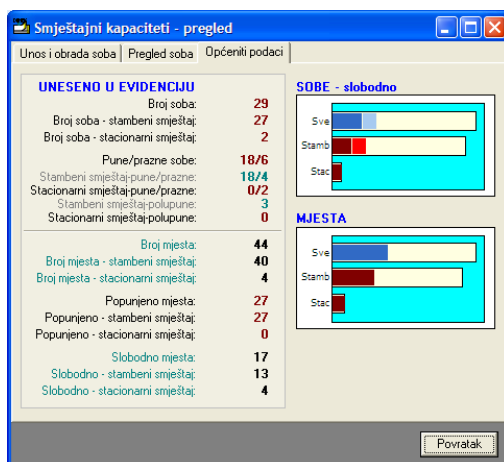 Smještajni kapaciteti - pregled
Unos i obrada soba Pregled soba Općeniti podaci
UNESENO U EVIDENCIJU
Broj soba: 29
Broj soba - stambeni smještaj: 27
Broj soba - stacionarni smještaj: 2
Pune/prazne sobe: 18/6
Stambeni smještaj-pune/prazne: 18/4
Stacionarni smještaj-pune/prazne: 0/2
Stambeni smještaj-polupune: 3
Stacionarni smještaj-polupune: 0
Broj mjesta: 44
Broj mjesta - stambeni smještaj: 40
Broj mjesta - stacionarni smještaj: 4
Popunjeno mjesta: 27
Popunjeno - stambeni smještaj: 27
Popunjeno - stacionarni smještaj: 0
Slobodno mjesta: 17
Slobodno - stambeni smještaj: 13
Slobodno - stacionarni smještaj: 4
SOBE - slobodno
Sve
Stamb
Stac
MJESTA
Sve
Stamb
Stac
Povratak